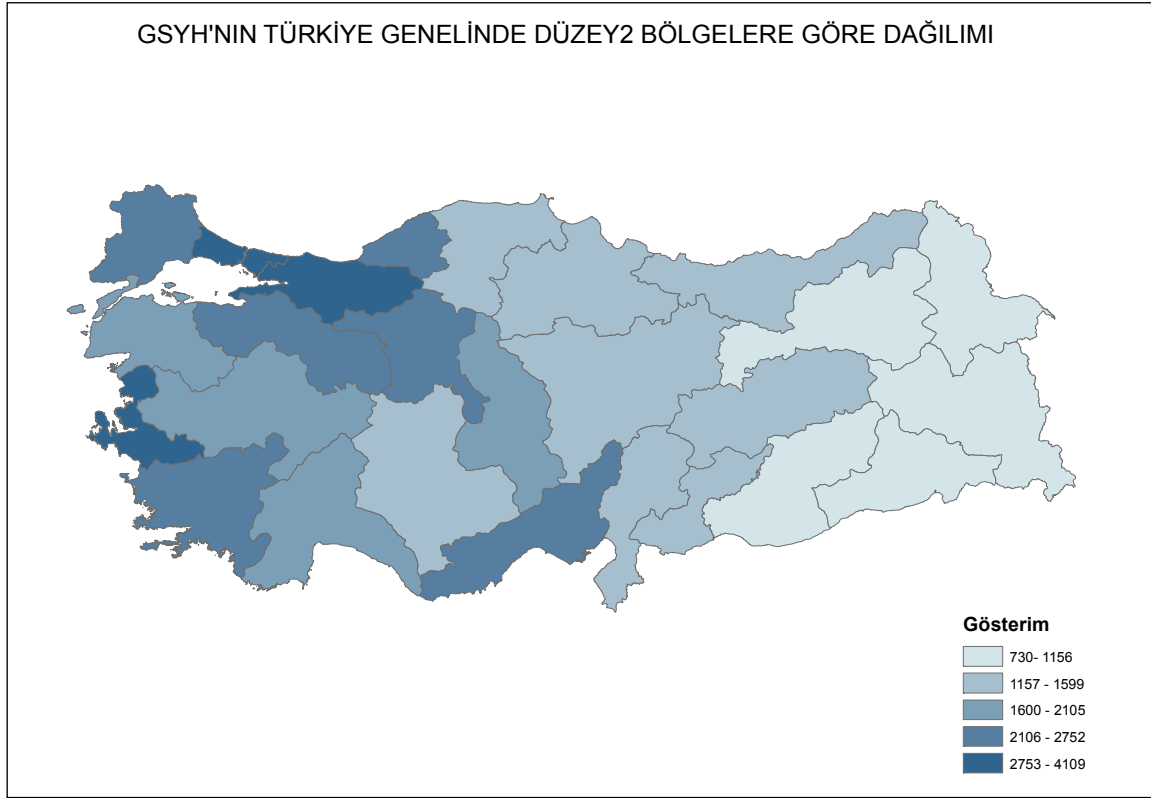 GSYH'NIN TÜRKİYE GENELİNDE DÜZEY2 BÖLGELERE GÖRE DAĞILIMI
Gösterim
730- 1156
1157 - 1599
1600 - 2105
2106 - 2752
2753 - 4109